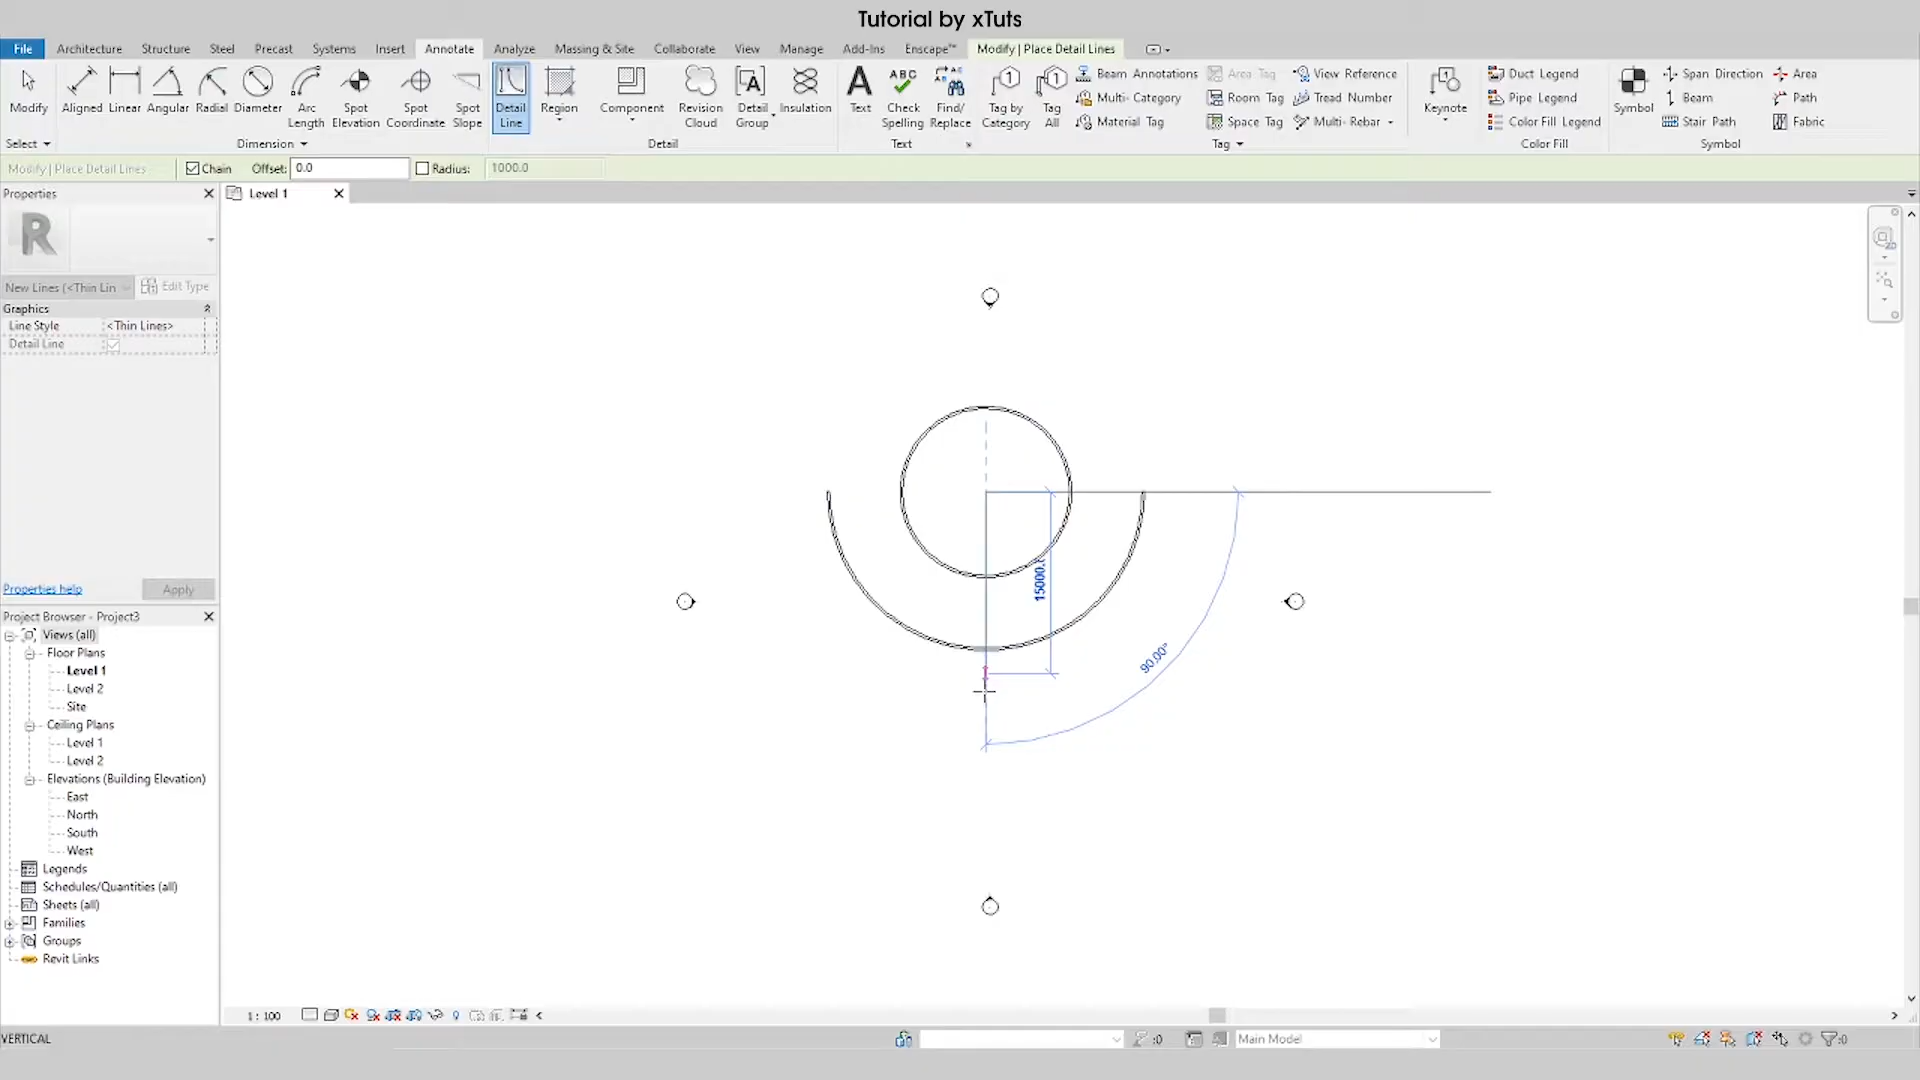 Tutorial by xTuts
File Architecture Structure Steel Precast Systems Insert Annotate Analyze Massing & Site Collaborate View Manage Add-Ins Enscape™ Modify | Place Detail Lines
Modify Aligned Linear Angular Radial Diameter Arc Length Spot Elevation Spot Coordinate Spot Slope Detail Line Region Component Revision Cloud Detail Group Insulation Text Check Spelling Find/ Replace Tag by Category Tag All
Beam Annotations Area Tag View Reference
Multi- Category Room Tag Tread Number
Material Tag Space Tag Multi- Rebar
Keynote
Duct Legend
Pipe Legend
Color Fill Legend
Symbol
Span Direction Area
Beam Path
Stair Path Fabric
Select Dimension Detail Text Tag Color Fill Symbol
Modify | Place Detail Lines Chain Offset: 0.0 Radius: 1000.0
Properties
Level 1
R
New Lines (<Thin Lin Edit Type
Graphics
Line Style <Thin Lines>
Detail Line
Properties help Apply
Project Browser - Project3
Views (all)
Floor Plans
Level 1
Level 2
Site
Ceiling Plans
Level 1
Level 2
Elevations (Building Elevation)
East
North
South
West
Legends
Schedules/Quantities (all)
Sheets (all)
Families
Groups
Revit Links
90,00°
1 : 100
VERTICAL
:0
Main Model
:0